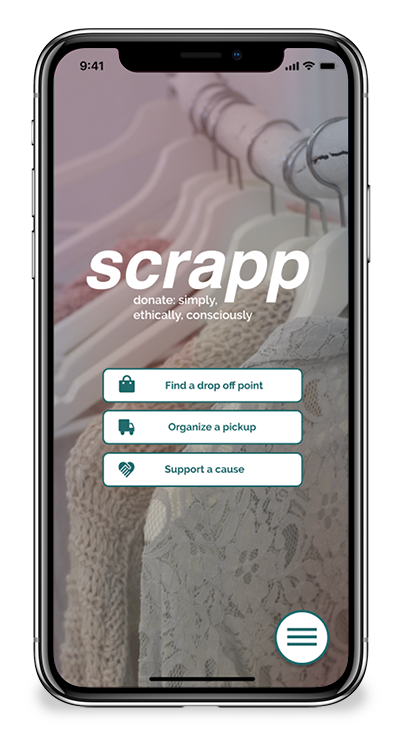 9:41
scrapp
donate: simply,
ethically, consciously
Find a drop off point
Organize a pickup
Support a cause